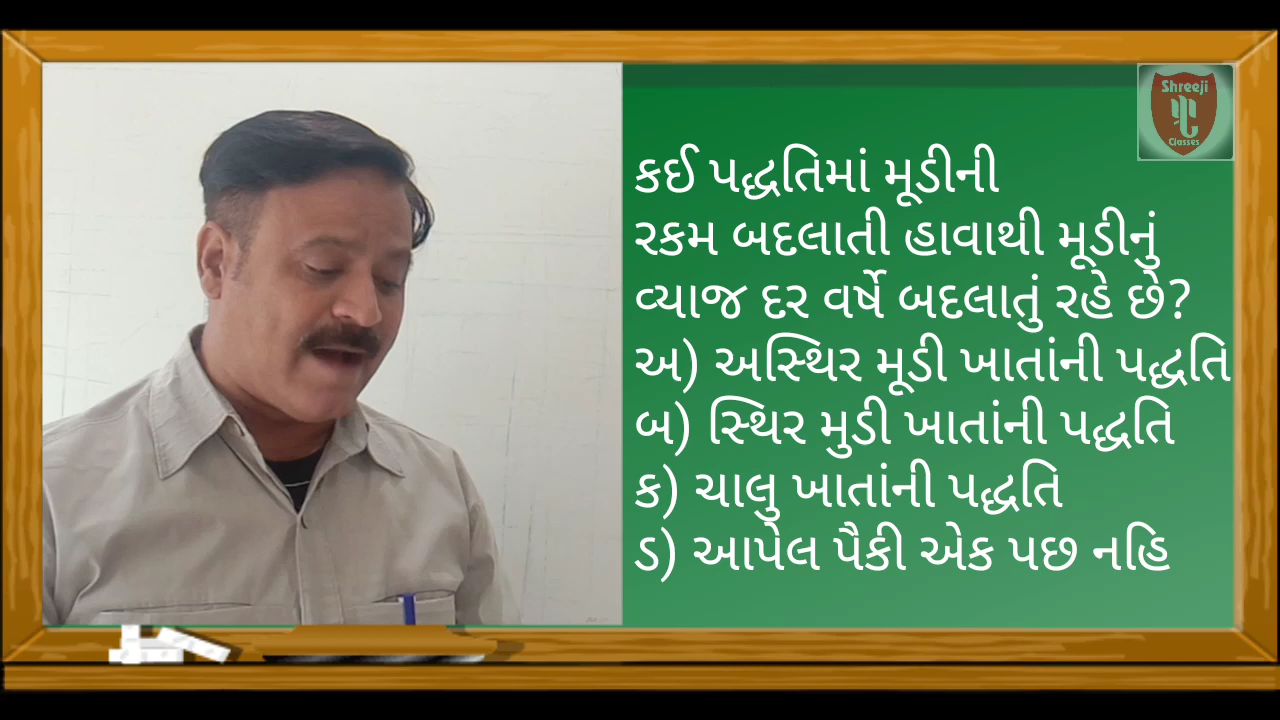 Shreeji
Classes
કઈ પદ્ધતિમાં મૂડીની
રકમ બદલાતી હાવાથી મૂડીનું
વ્યાજ દર વર્ષે બદલાતું રહે છે?
અ) અસ્થિર મૂડી ખાતાંની પદ્ધતિ
બ) સ્થિર મુડી ખાતાંની પદ્ધતિ
ક) ચાલુ ખાતાંની પદ્ધતિ
ડ) આપેલ પૈકી એક પછ નહિ